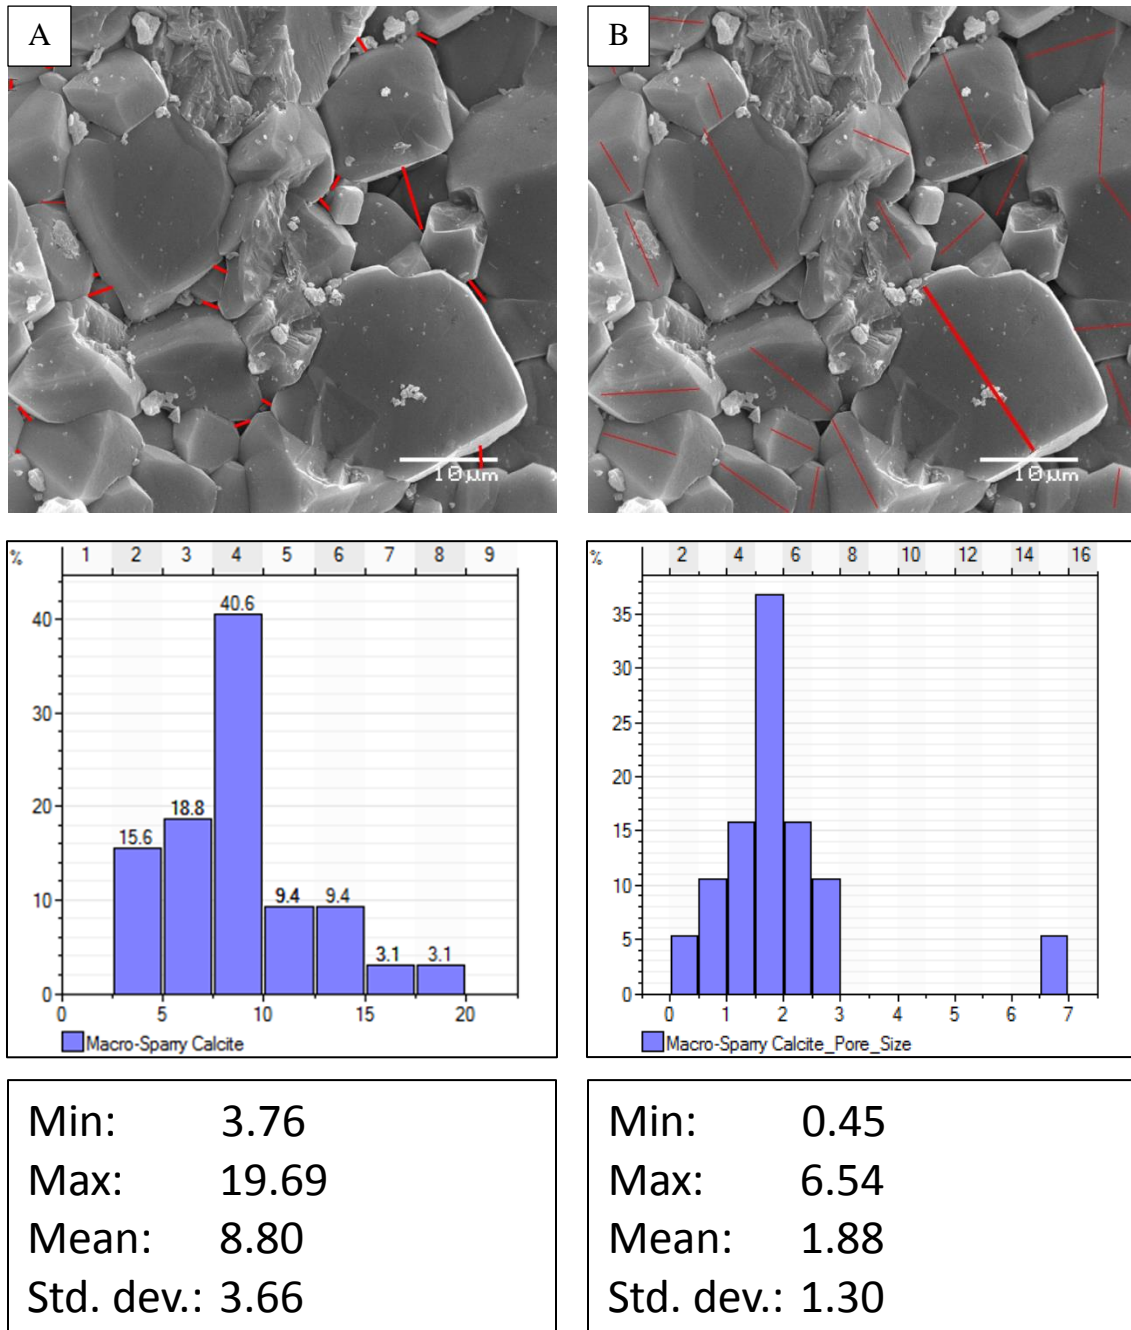 A
B
10 μm
10 μm
% 1 2 3 4 5 6 7 8 9
40
30
20
10
0
15.6 18.8 40.6 9.4 9.4 3.1 3.1
0 5 10 15 20
Macro-Sparry Calcite
% 2 4 6 8 10 12 14 16
35
30
25
20
15
10
5
0
0 1 2 3 4 5 6 7
Macro-Sparry Calcite_Pore_Size
Min: 3.76
Max: 19.69
Mean: 8.80
Std. dev.: 3.66
Min: 0.45
Max: 6.54
Mean: 1.88
Std. dev.: 1.30